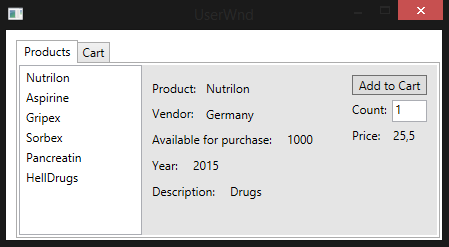 UserWnd
Products Cart
Nutrilon
Aspirine
Gripex
Sorbex
Pancreatin
HellDrugs
Product: Nutrilon
Vendor: Germany
Available for purchase: 1000
Year: 2015
Description: Drugs
Add to Cart
Count: 1
Price: 25,5